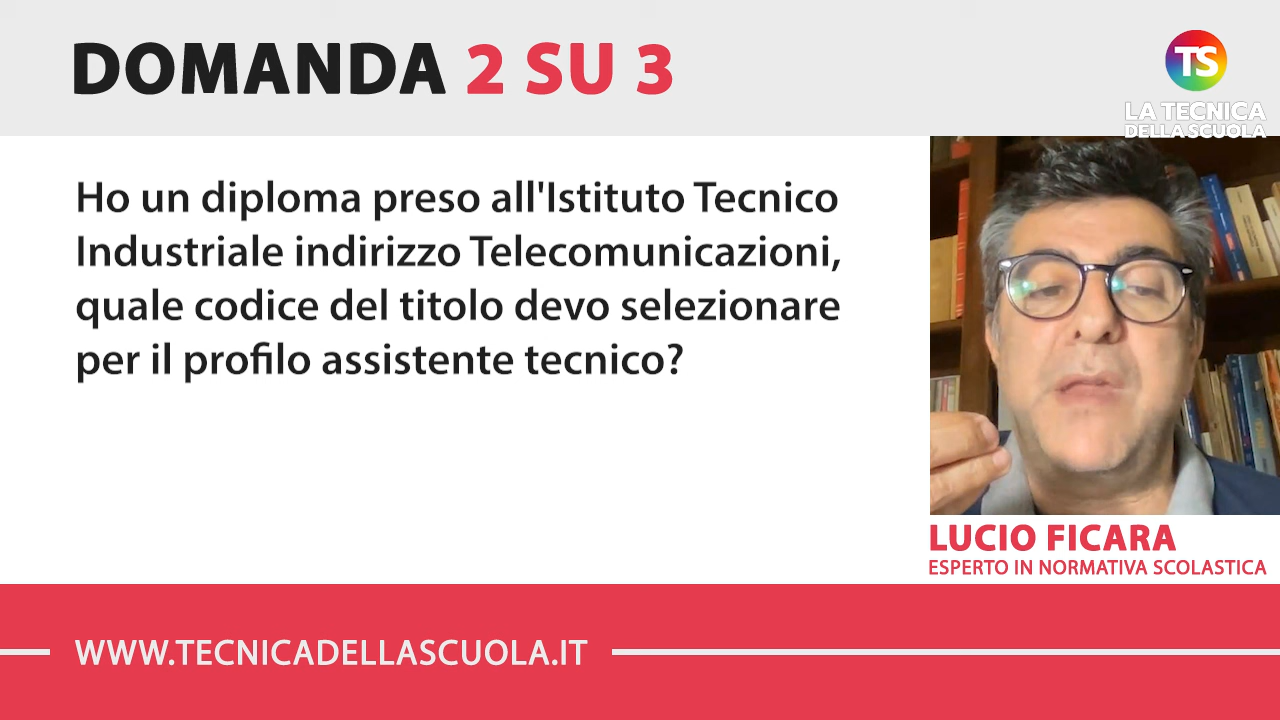 DOMANDA 2 SU 3
TS
LA TECNICA
DELLA SCUOLA
Ho un diploma preso all'Istituto Tecnico
Industriale indirizzo Telecomunicazioni,
quale codice del titolo devo selezionare
per il profilo assistente tecnico?
LUCIO FICARA
ESPERTO IN NORMATIVA SCOLASTICA
WWW.TECNICADELLASCUOLA.IT